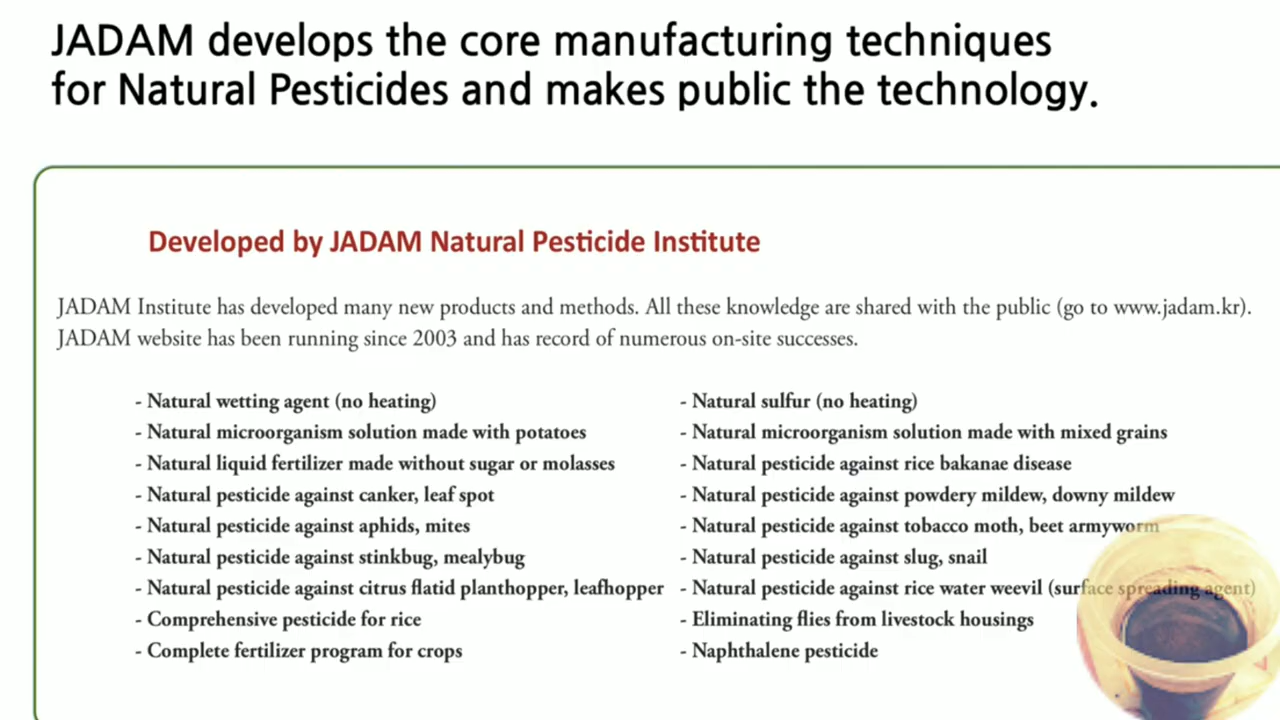 JADAM develops the core manufacturing techniques
for Natural Pesticides and makes public the technology.
Developed by JADAM Natural Pesticide Institute
JADAM Institute has developed many new products and methods. All these knowledge are shared with the public (go to www.jadam.kr).
JADAM website has been running since 2003 and has record of numerous on-site successes.
- Natural wetting agent (no heating)
- Natural microorganism solution made with potatoes
- Natural liquid fertilizer made without sugar or molasses
- Natural pesticide against canker, leaf spot
- Natural pesticide against aphids, mites
- Natural pesticide against stinkbug, mealybug
- Natural pesticide against citrus flatid planthopper, leafhopper
- Comprehensive pesticide for rice
- Complete fertilizer program for crops
- Natural sulfur (no heating)
- Natural microorganism solution made with mixed grains
- Natural pesticide against rice bakanae disease
- Natural pesticide against powdery mildew, downy mildew
- Natural pesticide against tobacco moth, beet armyworm
- Natural pesticide against slug, snail
- Natural pesticide against rice water weevil (surface spreading agent)
- Eliminating flies from livestock housings
- Naphthalene pesticide